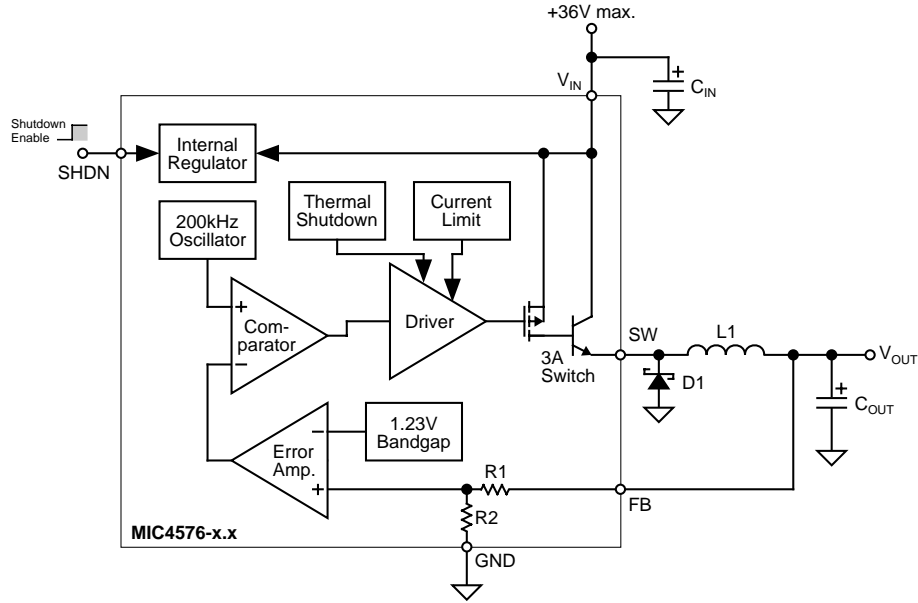 +36V max.
VIN
CIN
Shutdown
Enable
SHDN
Internal
Regulator
200kHz
Oscillator
Thermal
Shutdown
Current
Limit
+
Com-
parator
−
Driver
3A
Switch
SW
L1
D1
VOUT
+
COUT
+
1.23V
Bandgap
−
Error
Amp.
+
R1
R2
FB
GND
MIC4576-x.x